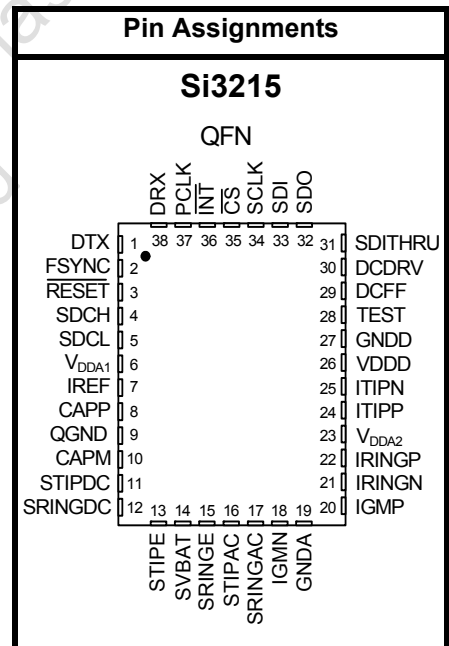 Pin Assignments
Si3215
QFN
DRX
PCLK
INT
CS
SCLK
SDI
SDO
38 37 36 35 34 33 32
DTX 1
FSYNC 2
RESET 3
SDCH 4
SDCL 5
VDDA1 6
IREF 7
CAPP 8
QGND 9
CAPM 10
STIPDC 11
SRINGDC 12
31 SDITHRU
30 DCDRV
29 DCFF
28 TEST
27 GNDD
26 VDDD
25 ITIPN
24 ITIPP
23 VDDA2
22 IRINGP
21 IRINGN
20 IGMP
13 14 15 16 17 18 19
STIPE
SVBAT
SRINGE
STIPAC
SRINGAC
IGMN
GNDA